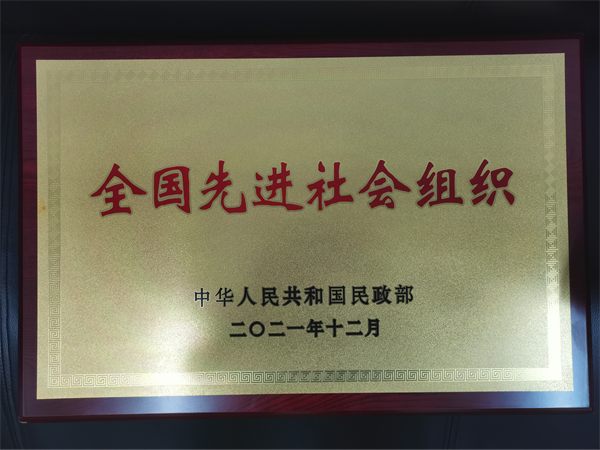 全国先进社会组织
中华人民共和国民政部
二〇二一年十二月